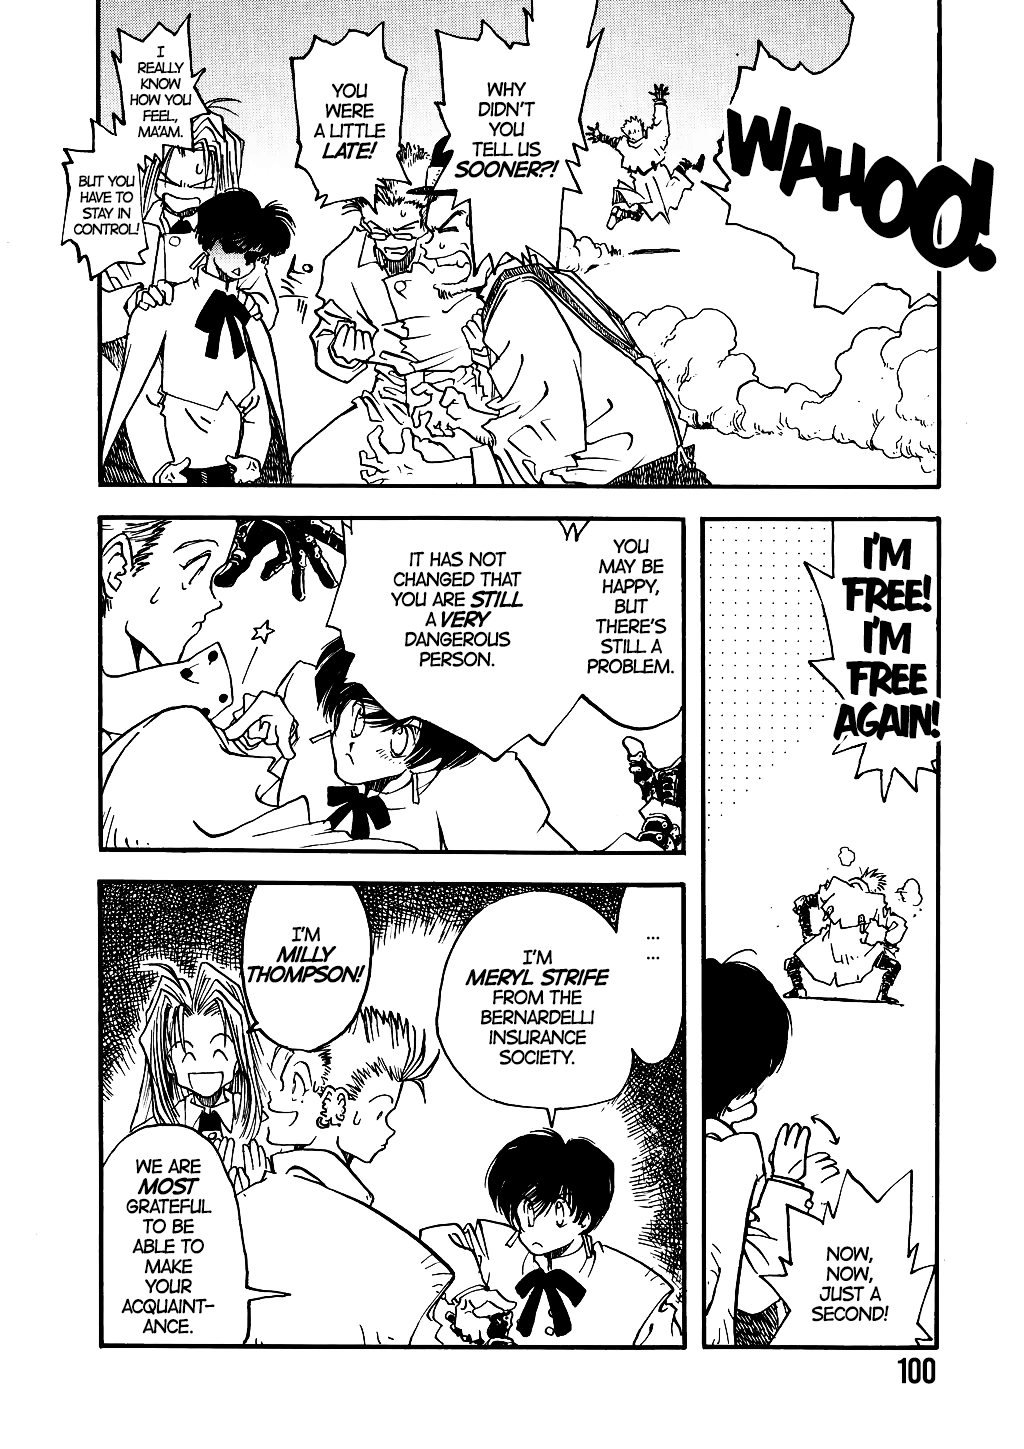 WAHOO!
WHY
DIDN'T
YOU
TELL US
SOONER?!
YOU
WERE
A LITTLE
LATE!
I
REALLY
KNOW
HOW YOU
FEEL,
MA'AM.
BUT YOU
HAVE TO
STAY IN
CONTROL!
I'M
FREE!
I'M
FREE
AGAIN!
NOW,
NOW,
JUST A
SECOND!
YOU
MAY BE
HAPPY,
BUT
THERE'S
STILL A
PROBLEM.
IT HAS NOT
CHANGED THAT
YOU ARE STILL
A VERY
DANGEROUS
PERSON.
...
...
I'M
MERYL STRIFE
FROM THE
BERNARDELLI
INSURANCE
SOCIETY.
I'M
MILLY
THOMPSON!
WE ARE
MOST
GRATEFUL
TO BE
ABLE TO
MAKE
YOUR
ACQUAINT-
ANCE.
100